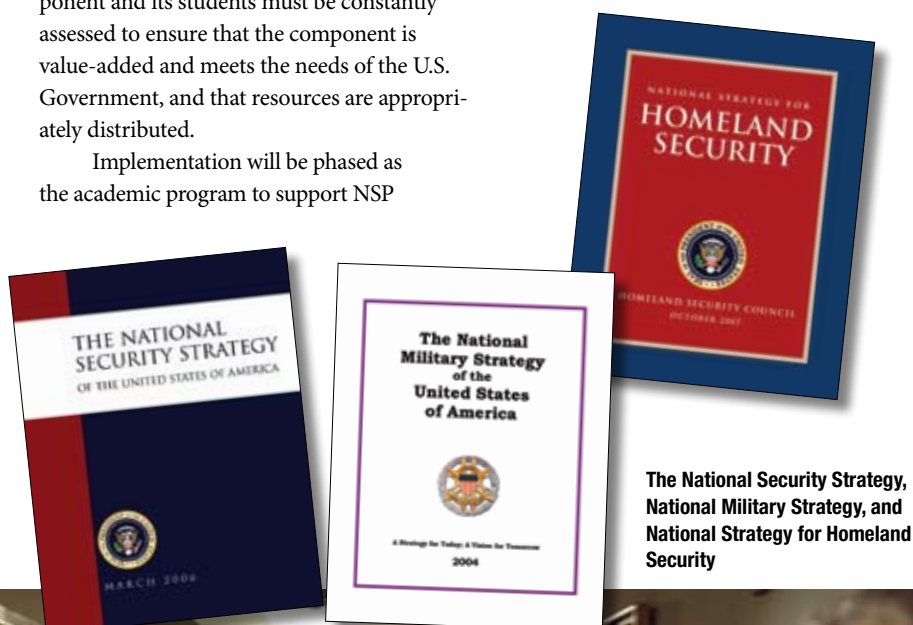 ponent and its students must be constantly
assessed to ensure that the component is
value-added and meets the needs of the U.S.
Government, and that resources are appropri-
ately distributed.
Implementation will be phased as
the academic program to support NSP
NATIONAL STRATEGY FOR
HOMELAND
SECURITY
HOMELAND SECURITY COUNCIL
OCTOBER 2007
THE NATIONAL
SECURITY STRATEGY
OF THE UNITED STATES OF AMERICA
MARCH 2006
The National
Military Strategy
of the
United States
of America
A Strategy for Today; A Vision for Tomorrow
2004
The National Security Strategy,
National Military Strategy, and
National Strategy for Homeland
Security